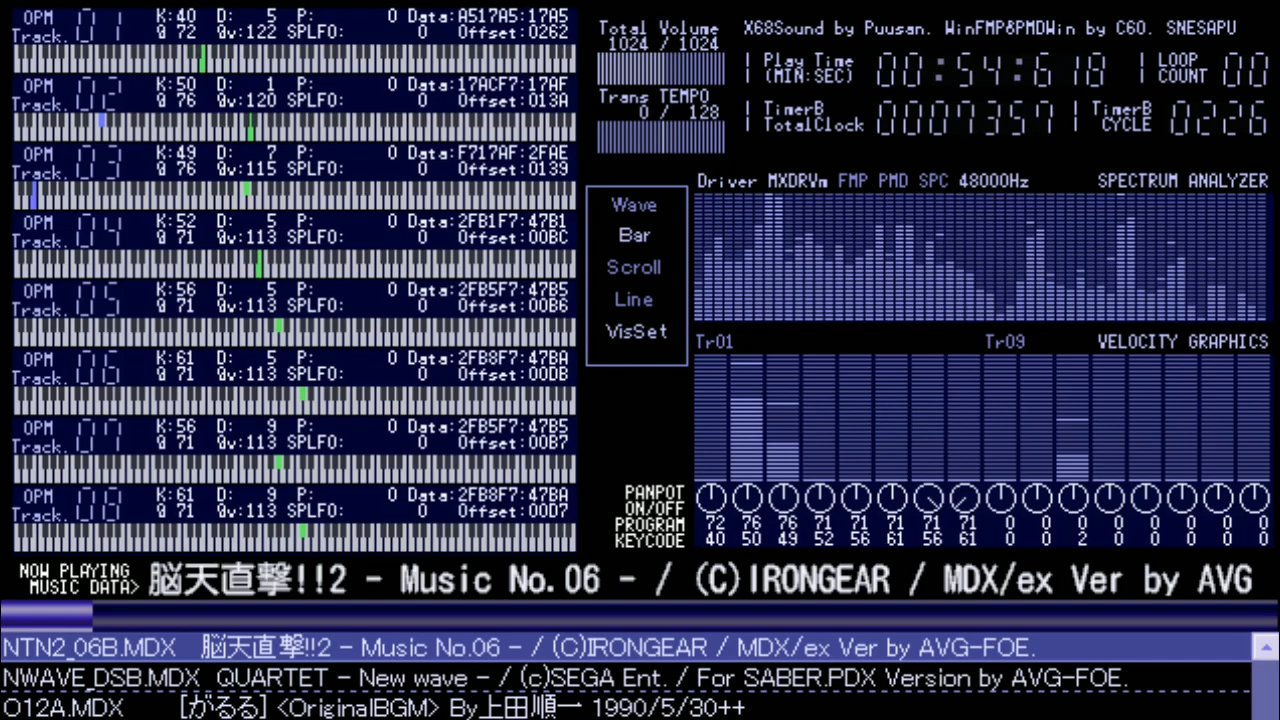 OPM Track. 01 K:40 D: 5 P: 0 Data:A517A5:17A5
@ 72 @v:122 SPLFO: 0 Offset:0262
OPM Track. 02 K:50 D: 1 P: 0 Data:17ACF7:17AF
@ 76 @v:120 SPLFO: 0 Offset:013A
OPM Track. 03 K:49 D: 7 P: 0 Data:F717AF:2FAE
@ 76 @v:115 SPLFO: 0 Offset:0139
OPM Track. 04 K:52 D: 5 P: 0 Data:2FB1F7:47B1
@ 71 @v:113 SPLFO: 0 Offset:00BC
OPM Track. 05 K:56 D: 5 P: 0 Data:2FB5F7:47B5
@ 71 @v:113 SPLFO: 0 Offset:00B6
OPM Track. 06 K:61 D: 5 P: 0 Data:2FB8F7:47BA
@ 71 @v:113 SPLFO: 0 Offset:00DB
OPM Track. 07 K:56 D: 9 P: 0 Data:2FB5F7:47B5
@ 71 @v:113 SPLFO: 0 Offset:00B7
OPM Track. 08 K:61 D: 9 P: 0 Data:2FB8F7:47BA
@ 71 @v:113 SPLFO: 0 Offset:00D7
Total Volume
1024 / 1024
Trans TEMPO
0 / 128
X68Sound by Puusan. WinFMP&PMDWin by C60. SNESAPU
Play Time (MIN:SEC) 00:54:618 LOOP COUNT 00
TimerB TotalClock 0007357 TimerB CYCLE 0226
Wave
Bar
Scroll
Line
VisSet
Driver MXDRVm FMP PMD SPC 48000Hz SPECTRUM ANALYZER
Tr01 Tr09 VELOCITY GRAPHICS
PANPOT
ON/OFF
PROGRAM 72 76 76 71 71 71 71 71 0 0 0 0 0 0 0 0
KEYCODE 40 50 49 52 56 61 56 61 0 0 2 0 0 0 0 0
NOW PLAYING
MUSIC DATA> 脳天直撃!!2 - Music No.06 - / (C)IRONGEAR / MDX/ex Ver by AVG
NTN2_06B.MDX 脳天直撃!!2 - Music No.06 - / (C)IRONGEAR / MDX/ex Ver by AVG-FOE.
NWAVE_DSB.MDX QUARTET - New wave - / (c)SEGA Ent. / For SABER.PDX Version by AVG-FOE.
O12A.MDX [がるる] <OriginalBGM> By上田順一 1990/5/30++